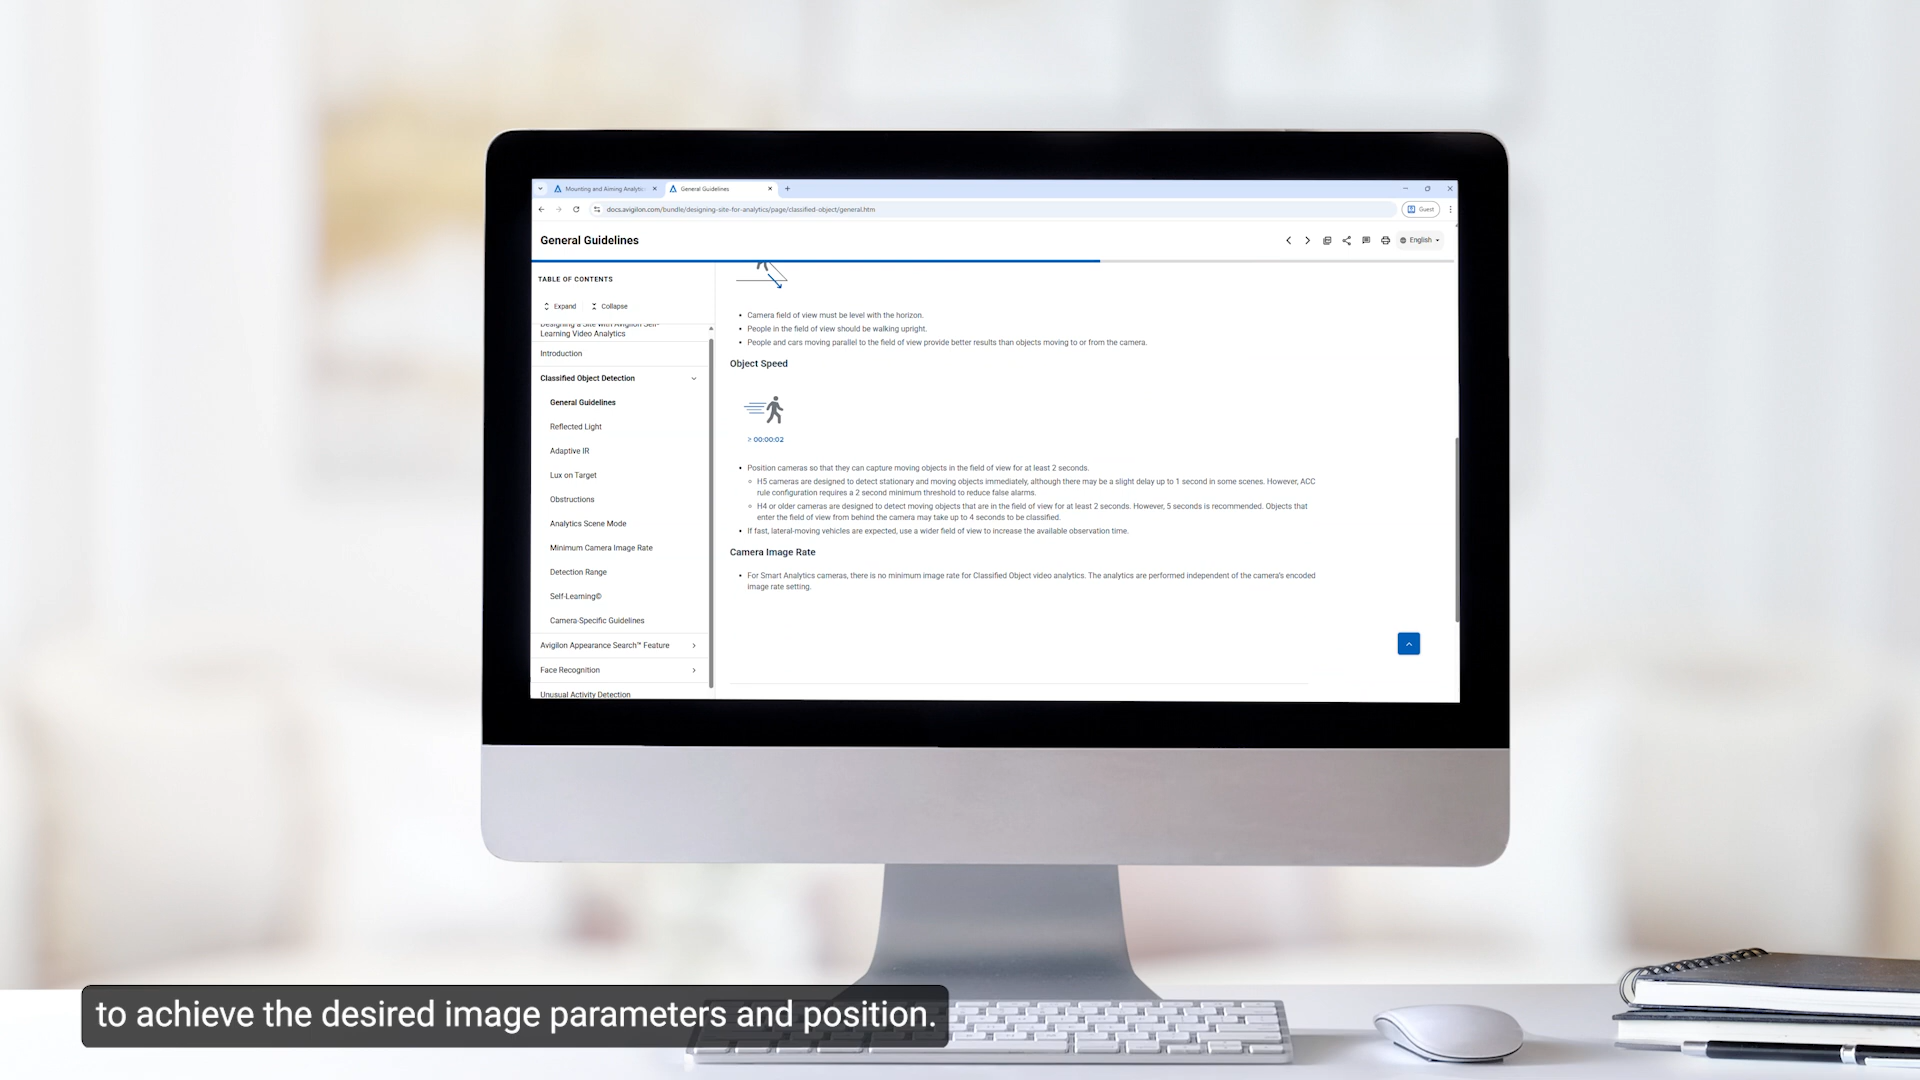 Mounting and Aiming Analytic
General Guidelines
docs.avigilon.com/bundle/designing-site-for-analytics/page/classified-object/general.htm
Guest
General Guidelines
English
TABLE OF CONTENTS
Expand
Collapse
Designing a Site with Avigilon Self-
Learning Video Analytics
Introduction
Classified Object Detection
General Guidelines
Reflected Light
Adaptive IR
Lux on Target
Obstructions
Analytics Scene Mode
Minimum Camera Image Rate
Detection Range
Self-Learning©
Camera-Specific Guidelines
Avigilon Appearance Search™ Feature
Face Recognition
Unusual Activity Detection
• Camera field of view must be level with the horizon.
• People in the field of view should be walking upright.
• People and cars moving parallel to the field of view provide better results than objects moving to or from the camera.
Object Speed
> 00:00:02
• Position cameras so that they can capture moving objects in the field of view for at least 2 seconds.
◦ H5 cameras are designed to detect stationary and moving objects immediately, although there may be a slight delay up to 1 second in some scenes. However, ACC
rule configuration requires a 2 second minimum threshold to reduce false alarms.
◦ H4 or older cameras are designed to detect moving objects that are in the field of view for at least 2 seconds. However, 5 seconds is recommended. Objects that
enter the field of view from behind the camera may take up to 4 seconds to be classified.
• If fast, lateral-moving vehicles are expected, use a wider field of view to increase the available observation time.
Camera Image Rate
• For Smart Analytics cameras, there is no minimum image rate for Classified Object video analytics. The analytics are performed independent of the camera's encoded
image rate setting.
to achieve the desired image parameters and position.